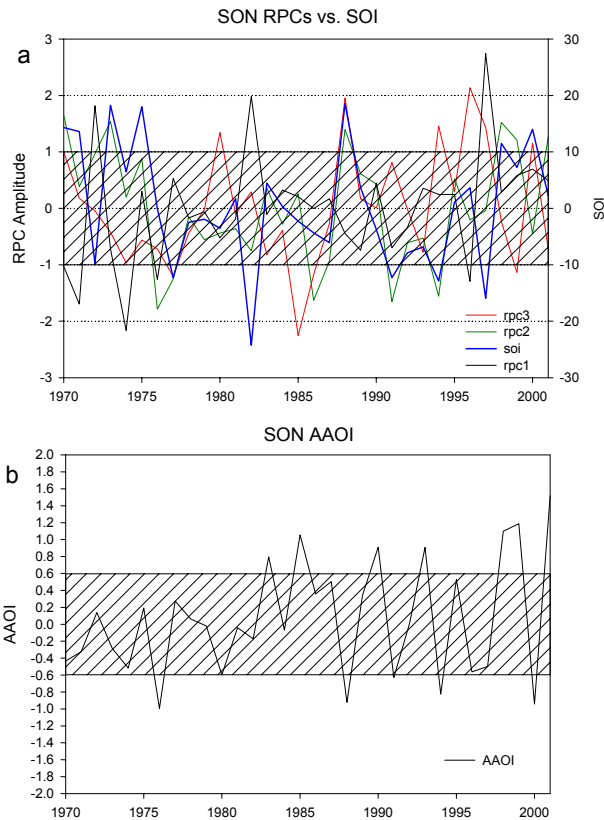 SON RPCs vs. SOI
a
RPC Amplitude
3
2
1
0
-1
-2
-3
30
20
10
0
-10
-20
-30
SOI
rpc3
rpc2
soi
rpc1
1970 1975 1980 1985 1990 1995 2000
SON AAOI
b
AAOI
2.0
1.8
1.6
1.4
1.2
1.0
0.8
0.6
0.4
0.2
0.0
-0.2
-0.4
-0.6
-0.8
-1.0
-1.2
-1.4
-1.6
-1.8
-2.0
AAOI
1970 1975 1980 1985 1990 1995 2000